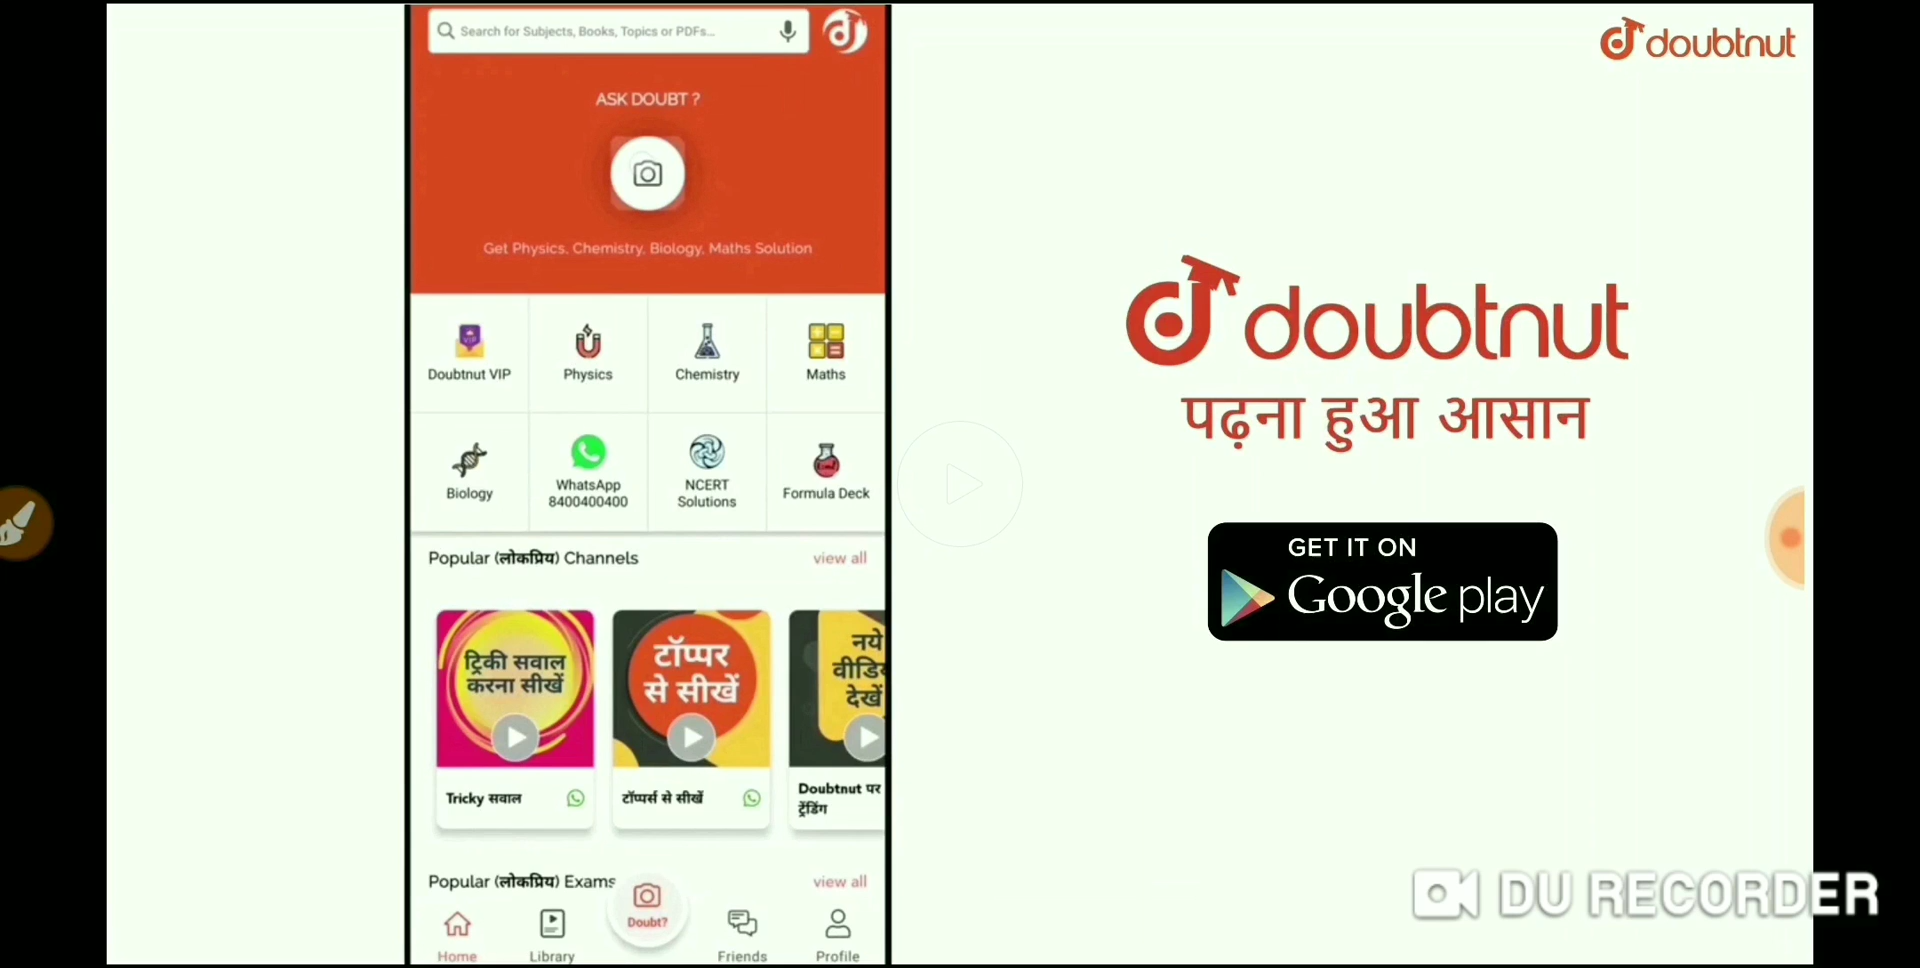 Search for Subjects, Books, Topics or PDFs...
doubtnut
ASK DOUBT ?
Get Physics, Chemistry, Biology, Maths Solution
VIP
Doubtnut VIP
Physics
Chemistry
Maths
Biology
WhatsApp
8400400400
NCERT
Solutions
Formula Deck
doubtnut
पढ़ना हुआ आसान
GET IT ON
Google play
Popular (लोकप्रिय) Channels
view all
ट्रिकी सवाल
करना सीखें
टॉप्पर
से सीखें
नये
वीडि
देखें
Tricky सवाल
टॉप्पर्स से सीखें
Doubtnut पर
ट्रेंडिंग
Popular (लोकप्रिय) Exams
view all
Doubt?
Home
Library
Friends
Profile
DU RECORDER